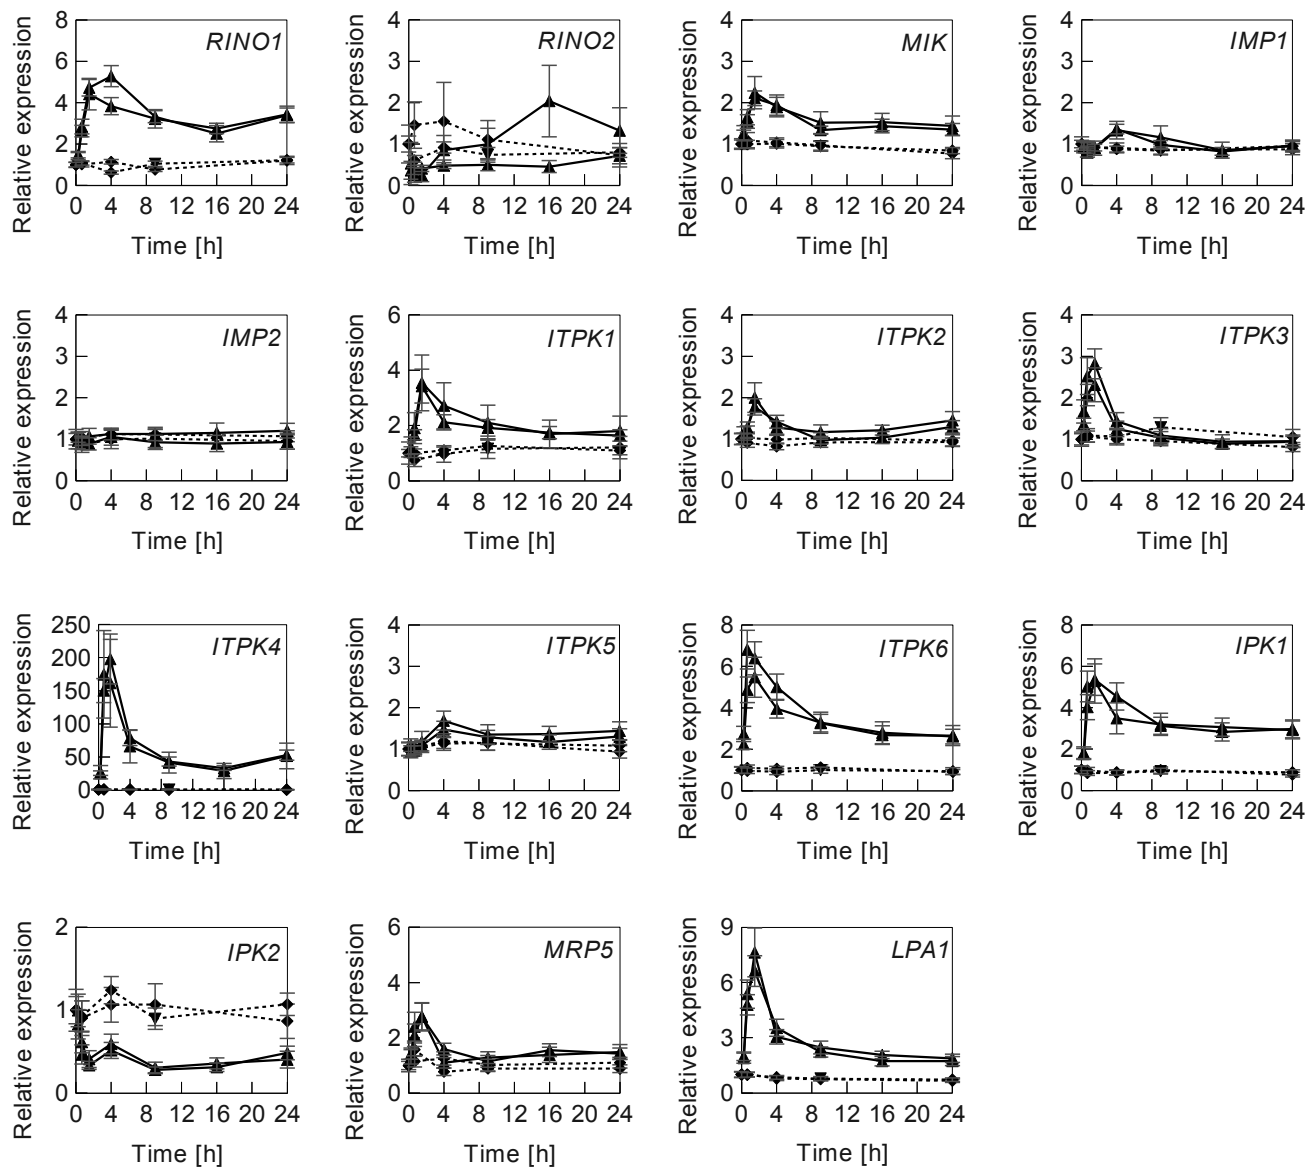 RINO1
Relative expression
8
6
4
2
0
0 4 8 12 16 20 24
Time [h]
RINO2
Relative expression
4
3
2
1
0
0 4 8 12 16 20 24
Time [h]
MIK
Relative expression
4
3
2
1
0
0 4 8 12 16 20 24
Time [h]
IMP1
Relative expression
4
3
2
1
0
0 4 8 12 16 20 24
Time [h]
IMP2
Relative expression
4
3
2
1
0
0 4 8 12 16 20 24
Time [h]
ITPK1
Relative expression
6
4
2
0
0 4 8 12 16 20 24
Time [h]
ITPK2
Relative expression
4
3
2
1
0
0 4 8 12 16 20 24
Time [h]
ITPK3
Relative expression
4
3
2
1
0
0 4 8 12 16 20 24
Time [h]
ITPK4
Relative expression
250
200
150
100
50
0
0 4 8 12 16 20 24
Time [h]
ITPK5
Relative expression
4
3
2
1
0
0 4 8 12 16 20 24
Time [h]
ITPK6
Relative expression
8
6
4
2
0
0 4 8 12 16 20 24
Time [h]
IPK1
Relative expression
8
6
4
2
0
0 4 8 12 16 20 24
Time [h]
IPK2
Relative expression
2
1
0
0 4 8 12 16 20 24
Time [h]
MRP5
Relative expression
6
4
2
0
0 4 8 12 16 20 24
Time [h]
LPA1
Relative expression
9
6
3
0
0 4 8 12 16 20 24
Time [h]